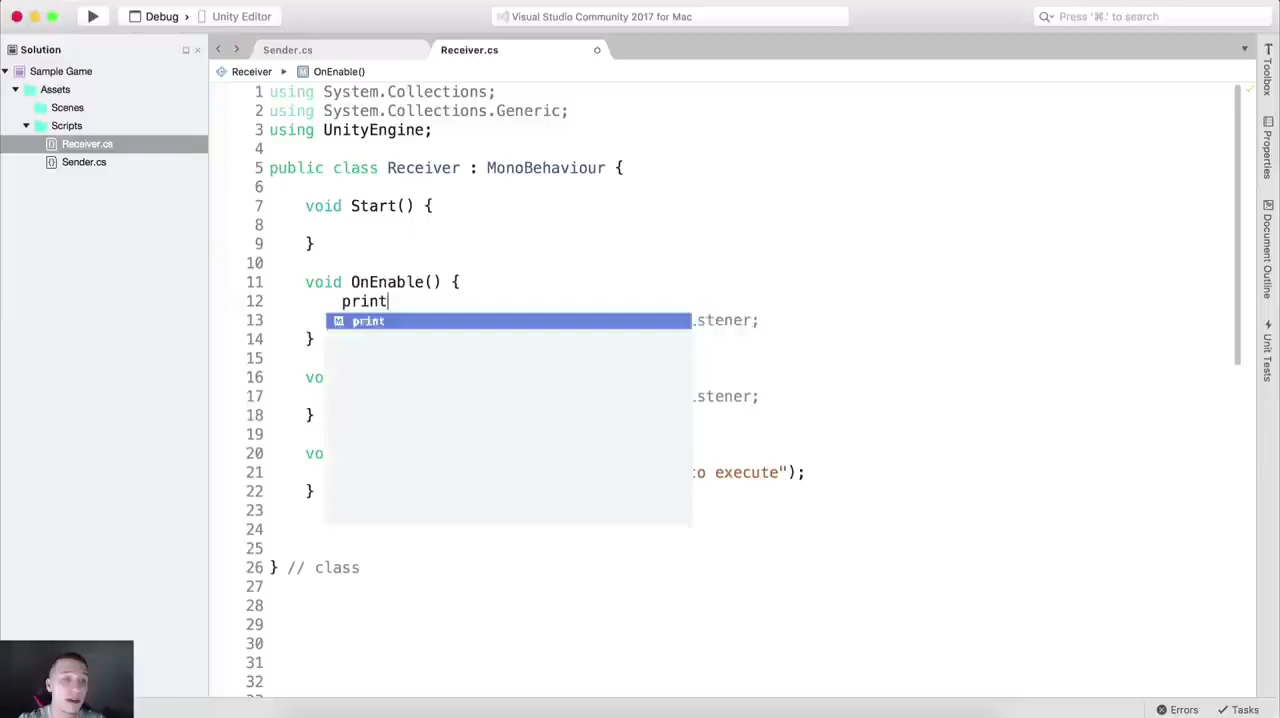 Debug › Unity Editor
Visual Studio Community 2017 for Mac
Press '⌘.' to search
Solution
Sample Game
Assets
Scenes
Scripts
Receiver.cs
Sender.cs
Sender.cs
Receiver.cs
Receiver ▸ OnEnable()
1 using System.Collections;
2 using System.Collections.Generic;
3 using UnityEngine;
4
5 public class Receiver : MonoBehaviour {
6
7 void Start() {
8
9 }
10
11 void OnEnable() {
12 print
13 stener;
14 }
15
16 vo
17 stener;
18 }
19
20 vo
21 to execute");
22 }
23
24
25
26 } // class
27
28
29
30
31
32
print
Toolbox
Properties
Document Outline
Unit Tests
Errors
Tasks